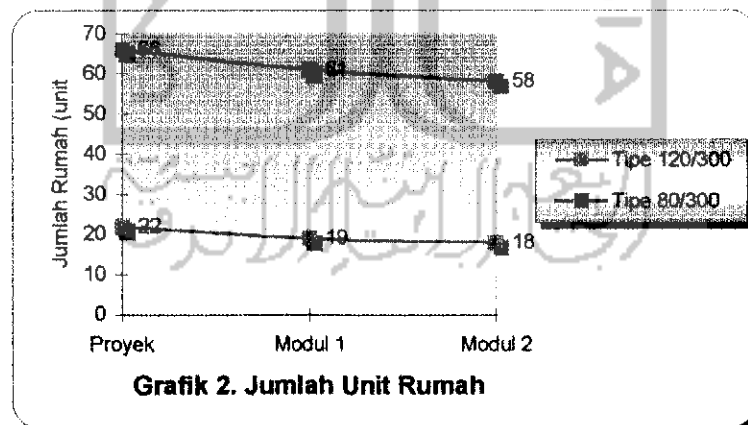 70
60
50
40
30
20
10
0
Jumlah Rumah (unit
61
58
22
19
18
Proyek
Modul 1
Modul 2
Tipe 120/300
Tipe 80/300
Grafik 2. Jumlah Unit Rumah